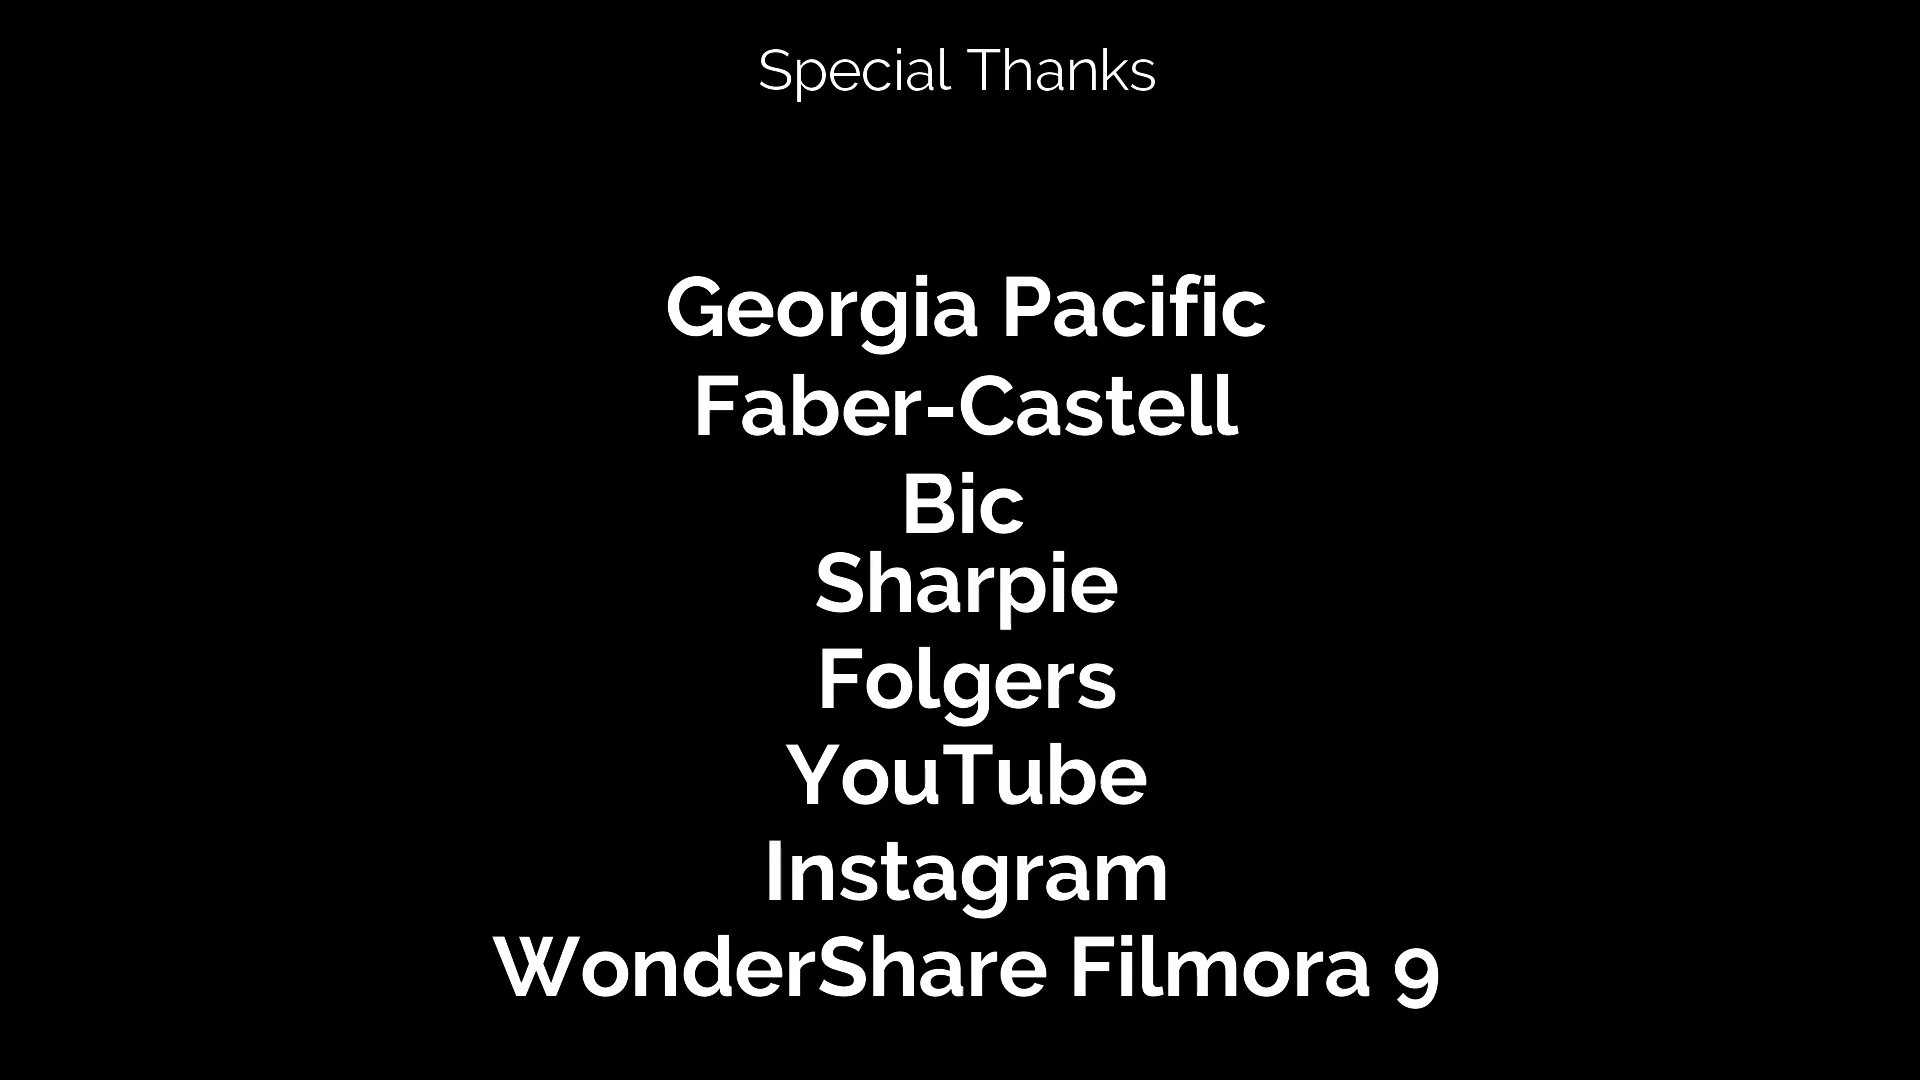 Special Thanks
Georgia Pacific
Faber-Castell
Bic
Sharpie
Folgers
YouTube
Instagram
WonderShare Filmora 9